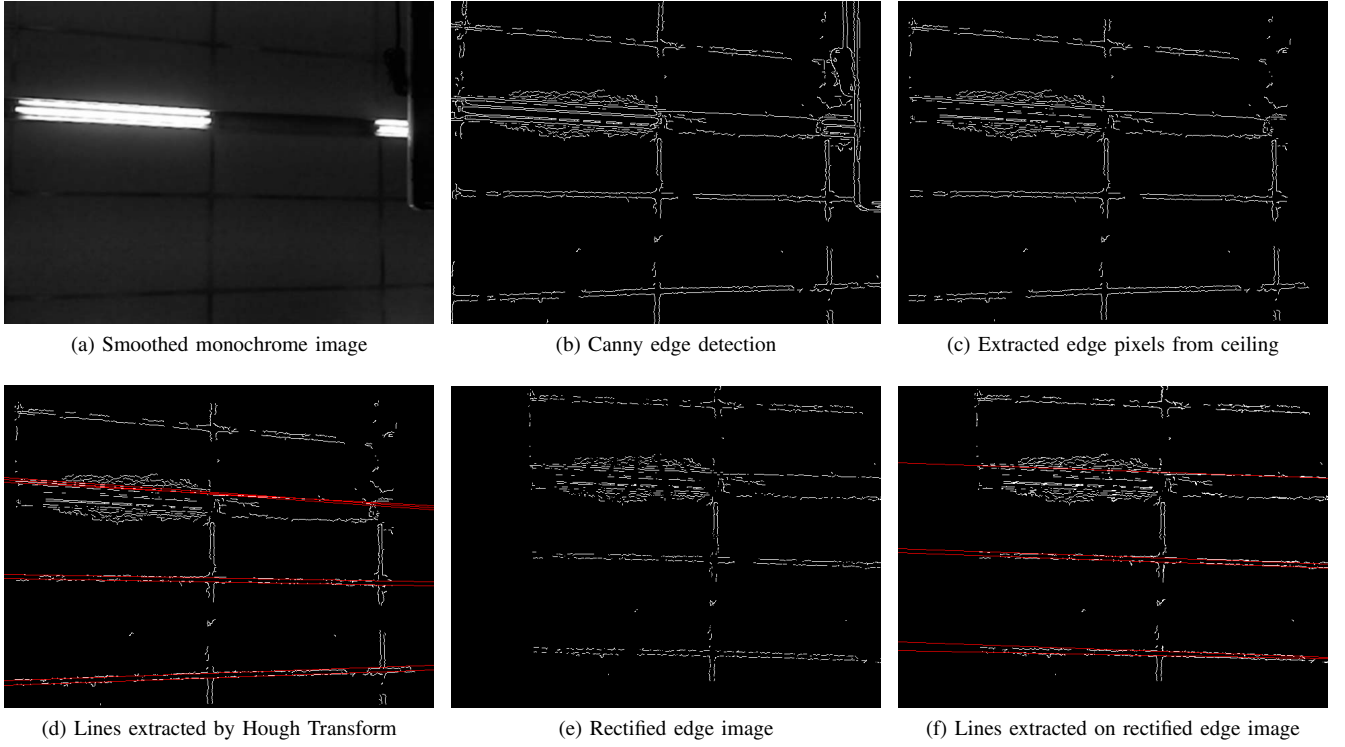 (a) Smoothed monochrome image
(b) Canny edge detection
(c) Extracted edge pixels from ceiling
(d) Lines extracted by Hough Transform
(e) Rectified edge image
(f) Lines extracted on rectified edge image